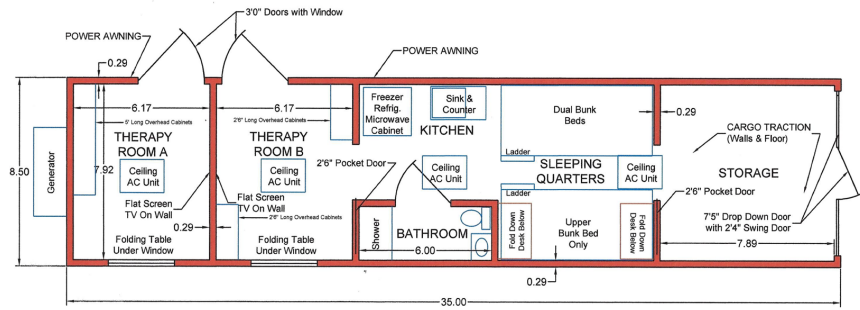 3'0" Doors with Window
POWER AWNING
POWER AWNING
0.29
6.17
5' Long Overhead Cabinets
6.17
2'6" Long Overhead Cabinets
Freezer
Refrig.
Microwave
Cabinet
Sink &
Counter
KITCHEN
Dual Bunk
Beds
0.29
CARGO TRACTION
(Walls & Floor)
8.50
Generator
7.92
THERAPY
ROOM A
Ceiling
AC Unit
Flat Screen
TV On Wall
0.29
Folding Table
Under Window
THERAPY
ROOM B
Ceiling
AC Unit
Flat Screen
TV On Wall
2'6" Long Overhead Cabinets
Folding Table
Under Window
2'6" Pocket Door
Ceiling
AC Unit
Shower
BATHROOM
6.00
Ladder
SLEEPING
QUARTERS
Ladder
Ceiling
AC Unit
Fold Down
Desk Below
Upper
Bunk Bed
Only
Fold Down
Desk Below
0.29
STORAGE
2'6" Pocket Door
7'5" Drop Down Door
with 2'4" Swing Door
7.89
35.00